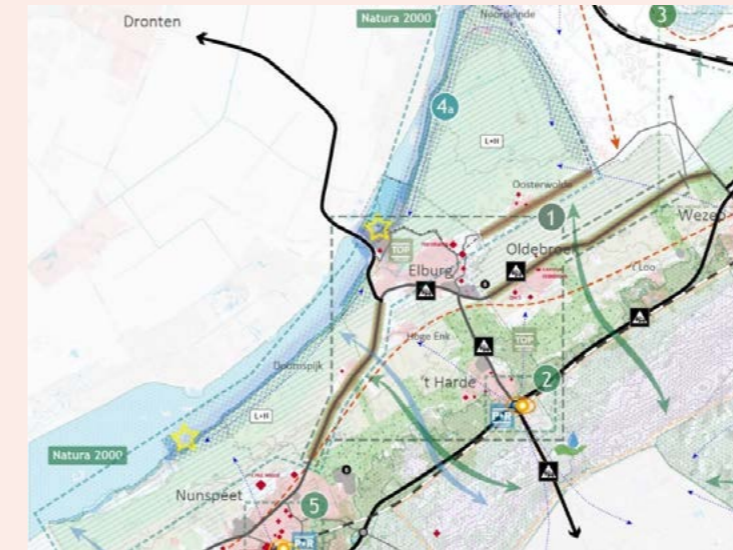 Dronten
Natura 2000
Noordeinde
3
4a
L+H
Oosterwolde
1
Wezep
TOP
Oldebroek
Elburg
't Loo
Hoge Enk
TOP
Doornspijk
't Harde
2
L+H
Natura 2000
Nunspeet
5
P+R